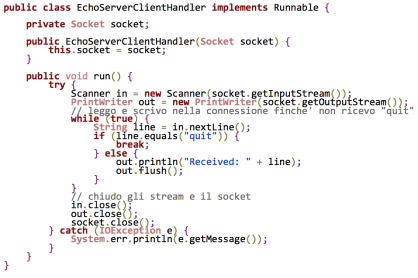 public class EchoServerClientHandler implements Runnable {
private Socket socket;
public EchoServerClientHandler(Socket socket) {
this.socket = socket;
}
public void run() {
try {
Scanner in = new Scanner(socket.getInputStream());
PrintWriter out = new PrintWriter(socket.getOutputStream());
// leggo e scrivo nella connessione finche' non ricevo "quit"
while (true) {
String line = in.nextLine();
if (line.equals("quit")) {
break;
} else {
out.println("Received: " + line);
out.flush();
}
}
// chiudo gli stream e il socket
in.close();
out.close();
socket.close();
} catch (IOException e) {
System.err.println(e.getMessage());
}
}
}